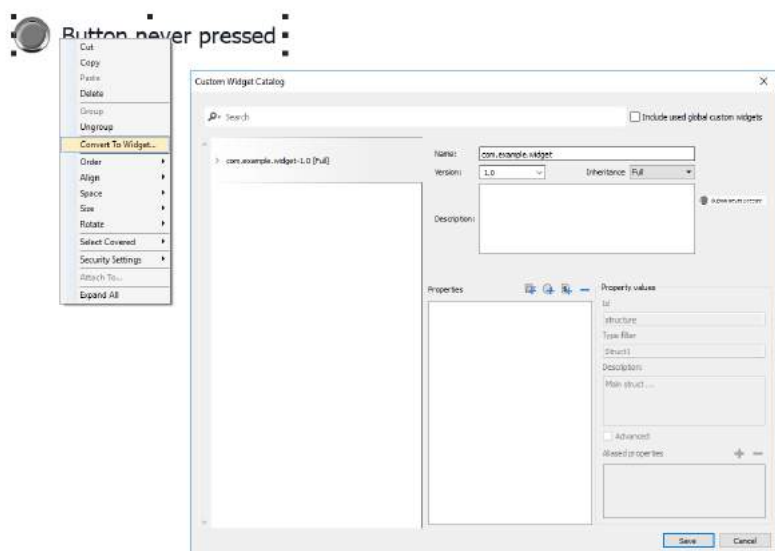 Button never pressed
Cut
Copy
Paste
Delete
Group
Ungroup
Convert To Widget...
Order
Align
Space
Size
Rotate
Select Covered
Security Settings
Attach To...
Expand All
Custom Widget Catalog
Search
Include used global custom widgets
com.example.widget-1.0 [Full]
Name: com.example.widget
Version: 1.0 Inheritance Full
Description:
Properties
Property values
Id
structure
Type filter
Struct1
Description:
Main struct ...
Advanced
Aliased properties
Save Cancel